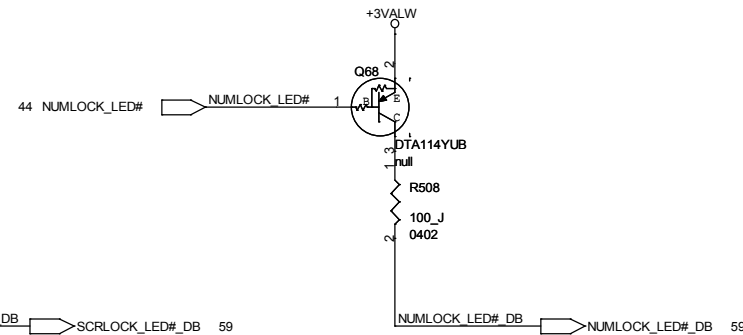 +3VALW
2
Q68
44 NUMLOCK_LED#
NUMLOCK_LED#
1
B
E
C
3
DTA114YUB
1
null
R508
100_J
2
0402
DB
SCRLOCK_LED#_DB 59
NUMLOCK_LED#_DB
NUMLOCK_LED#_DB 59